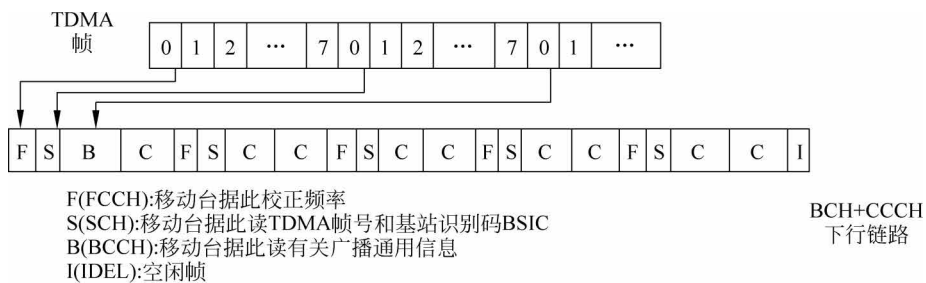 TDMA
帧
0 1 2 … 7 0 1 2 … 7 0 1 …
F S B C F S C C F S C C F S C C F S C C I
F(FCCH):移动台据此校正频率
S(SCH):移动台据此读TDMA帧号和基站识别码BSIC
B(BCCH):移动台据此读有关广播通用信息
I(IDEL):空闲帧
BCH+CCCH
下行链路